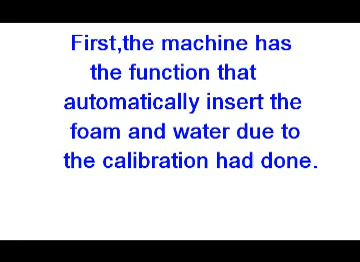 First,the machine has
the function that
automatically insert the
foam and water due to
the calibration had done.